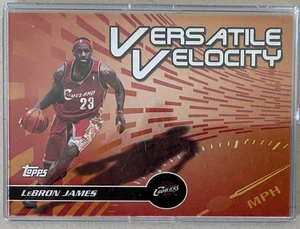 VERSATILE
VELOCITY
CLEVELAND
23
Topps
CAVALIERS
LEBRON JAMES
MPH